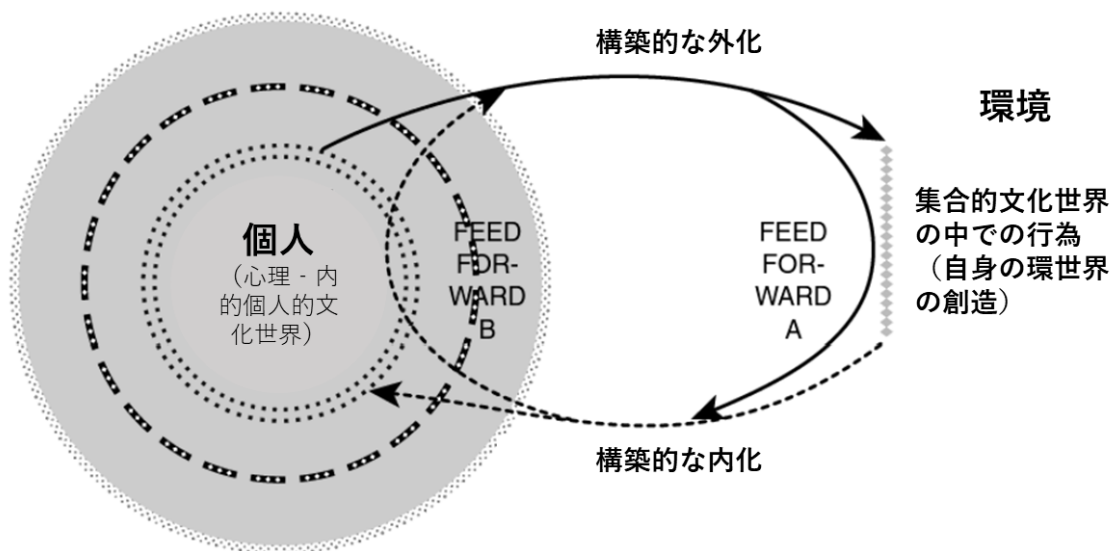 構築的な外化
環境
集合的文化世界
の中での行為
（自身の環世界
の創造）
個人
（心理‐内
的個人的文
化世界）
FEED
FOR-
WARD
B
FEED
FOR-
WARD
A
構築的な内化